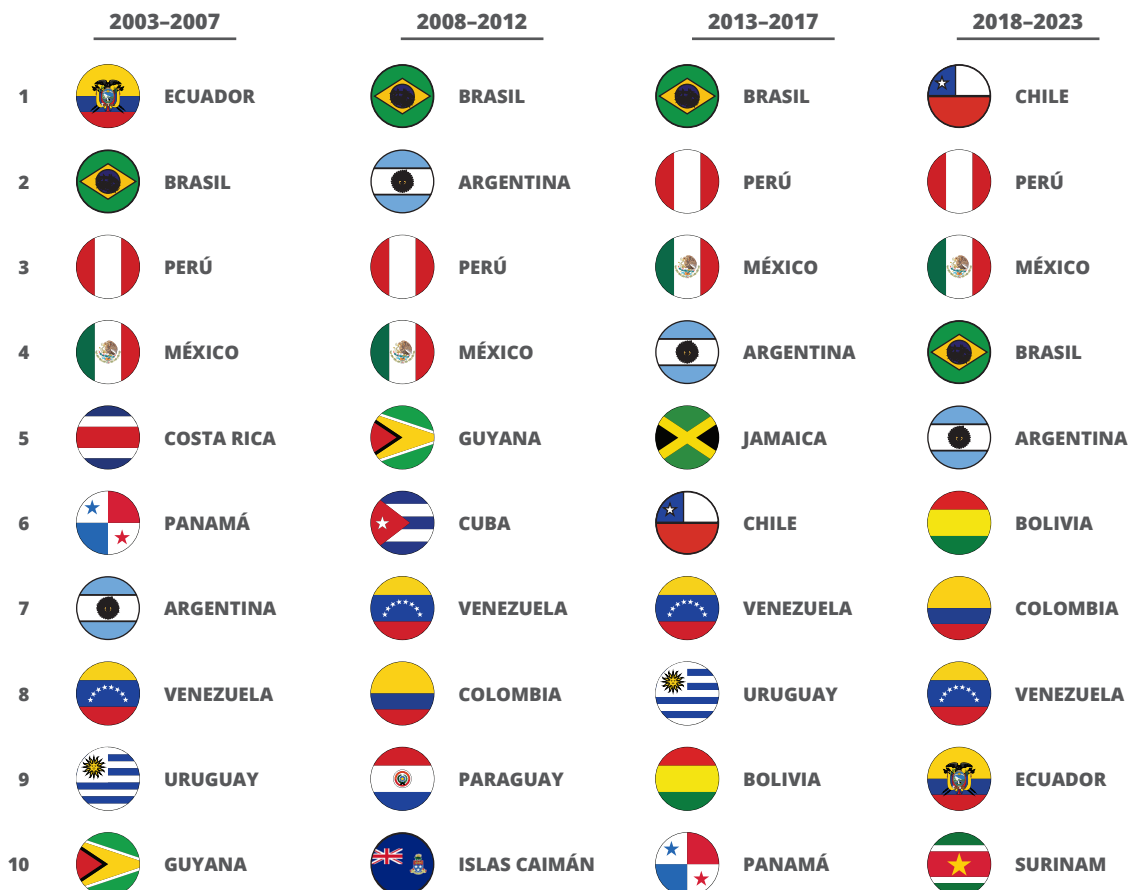 2003–2007 2008–2012 2013–2017 2018–2023
1 ECUADOR BRASIL BRASIL CHILE
2 BRASIL ARGENTINA PERÚ PERÚ
3 PERÚ PERÚ MÉXICO MÉXICO
4 MÉXICO MÉXICO ARGENTINA BRASIL
5 COSTA RICA GUYANA JAMAICA ARGENTINA
6 PANAMÁ CUBA CHILE BOLIVIA
7 ARGENTINA VENEZUELA VENEZUELA COLOMBIA
8 VENEZUELA COLOMBIA URUGUAY VENEZUELA
9 URUGUAY PARAGUAY BOLIVIA ECUADOR
10 GUYANA ISLAS CAIMÁN PANAMÁ SURINAM